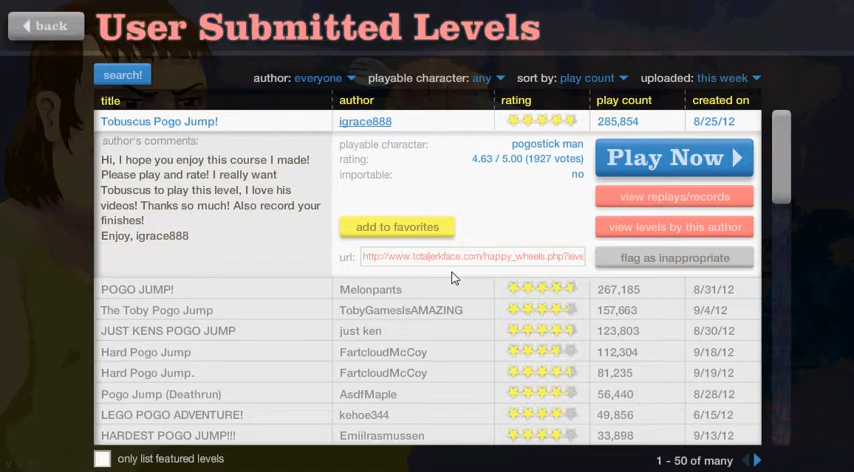 back
User Submitted Levels
search!
author: everyone playable character: any sort by: play count uploaded: this week
title author rating play count created on
Tobuscus Pogo Jump! igrace888 285,854 8/25/12
author's comments:
Hi, I hope you enjoy this course I made!
Please play and rate! I really want
Tobuscus to play this level, I love his
videos! Thanks so much! Also record your
finishes!
Enjoy, igrace888
playable character: pogostick man
rating: 4.63 / 5.00 (1927 votes)
importable: no
add to favorites
url: http://www.totaljerkface.com/happy_wheels.php?leve
Play Now
view replays/records
view levels by this author
flag as inappropriate
POGO JUMP! Melonpants 267,185 8/31/12
The Toby Pogo Jump TobyGamesIsAMAZING 157,663 9/4/12
JUST KENS POGO JUMP just ken 123,803 8/30/12
Hard Pogo Jump FartcloudMcCoy 112,304 9/18/12
Hard Pogo Jump. FartcloudMcCoy 81,235 9/19/12
Pogo Jump (Deathrun) AsdfMaple 56,440 8/28/12
LEGO POGO ADVENTURE! kehoe344 49,856 6/15/12
HARDEST POGO JUMP!!! Emiilrasmussen 33,898 9/13/12
only list featured levels
1 - 50 of many